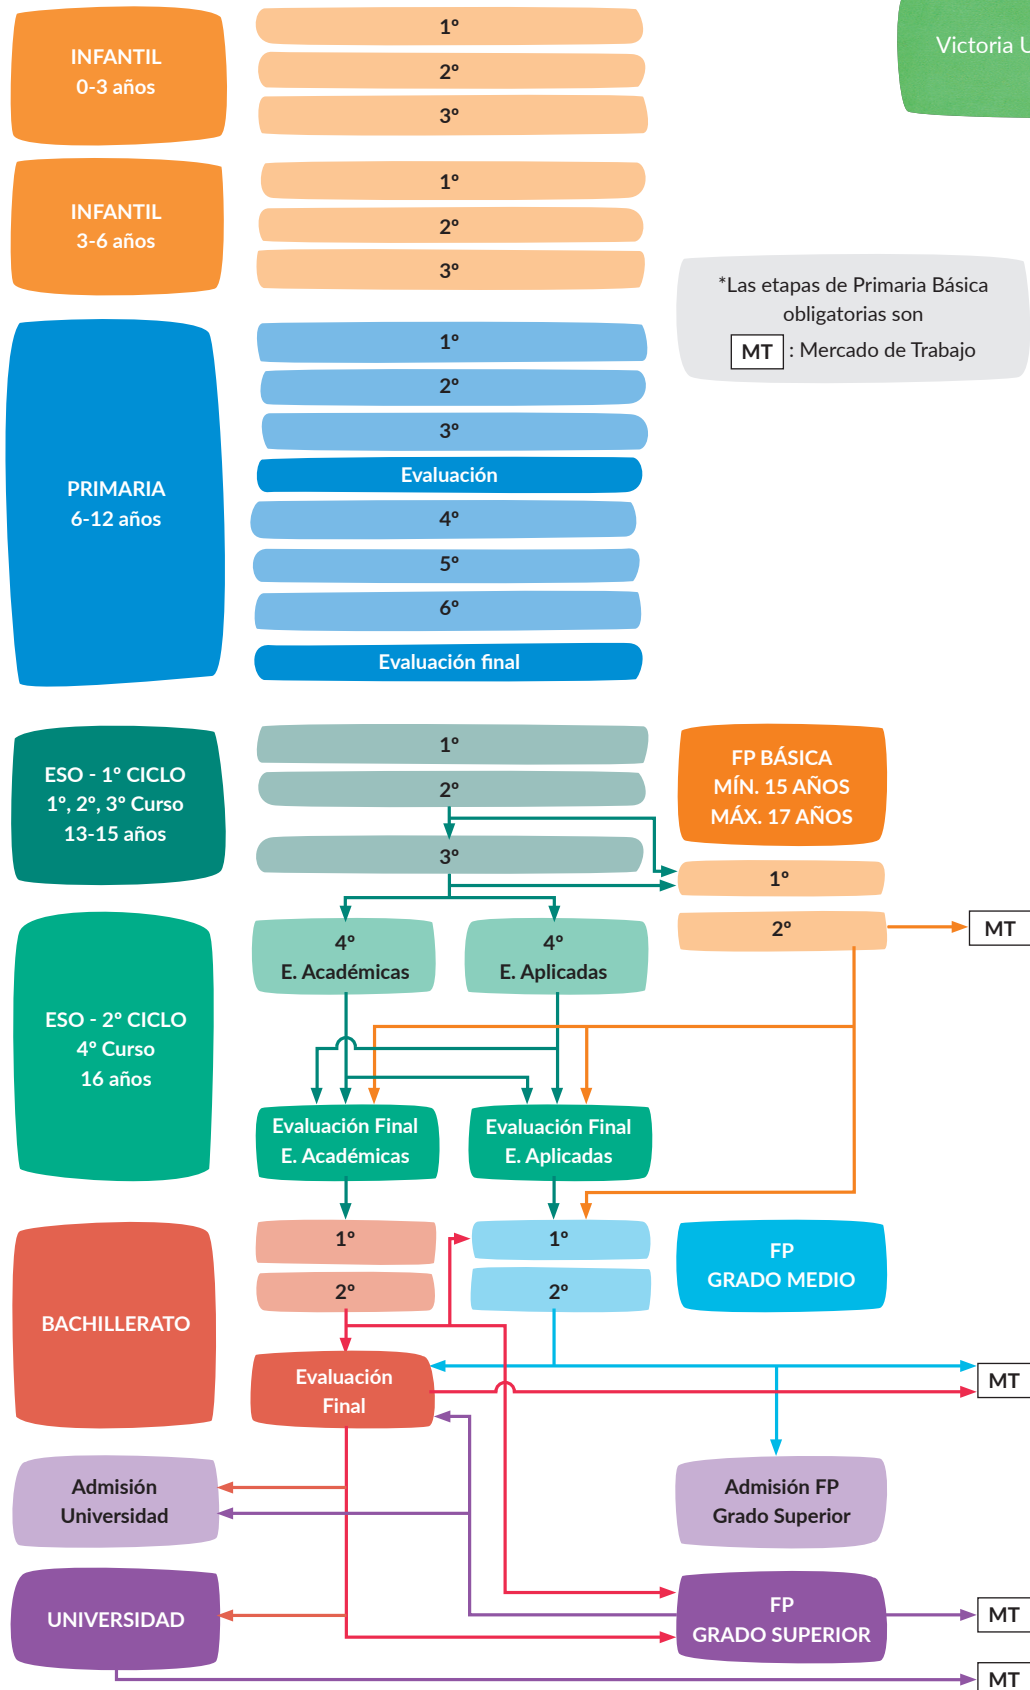 INFANTIL
0-3 años
1º
2º
3º
Victoria U
INFANTIL
3-6 años
1º
2º
3º
*Las etapas de Primaria Básica
obligatorias son
MT : Mercado de Trabajo
PRIMARIA
6-12 años
1º
2º
3º
Evaluación
4º
5º
6º
Evaluación final
ESO - 1º CICLO
1º, 2º, 3º Curso
13-15 años
1º
2º
3º
FP BÁSICA
MÍN. 15 AÑOS
MÁX. 17 AÑOS
1º
2º
MT
ESO - 2º CICLO
4º Curso
16 años
4º
E. Académicas
4º
E. Aplicadas
Evaluación Final
E. Académicas
Evaluación Final
E. Aplicadas
BACHILLERATO
1º
2º
1º
2º
FP
GRADO MEDIO
Evaluación
Final
MT
Admisión
Universidad
Admisión FP
Grado Superior
UNIVERSIDAD
FP
GRADO SUPERIOR
MT
MT